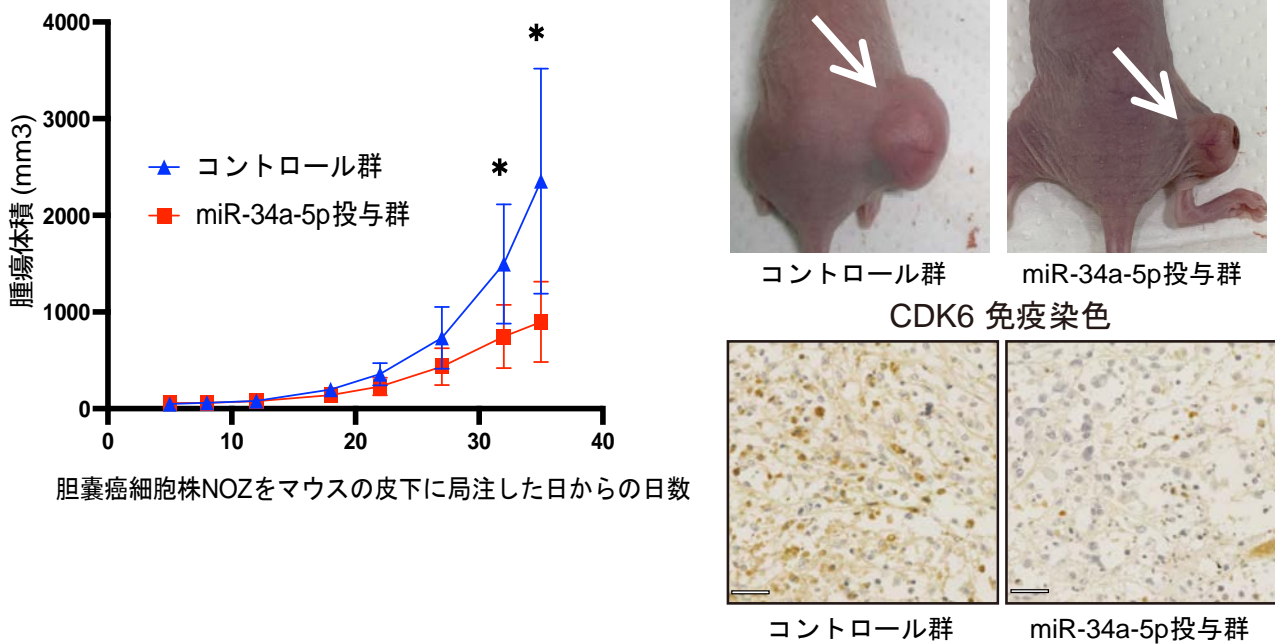 4000
3000
2000
1000
0
腫瘍体積 (mm3)
*
*
コントロール群
miR-34a-5p投与群
0 10 20 30 40
胆嚢癌細胞株NOZをマウスの皮下に局注した日からの日数
コントロール群 miR-34a-5p投与群
CDK6 免疫染色
コントロール群 miR-34a-5p投与群